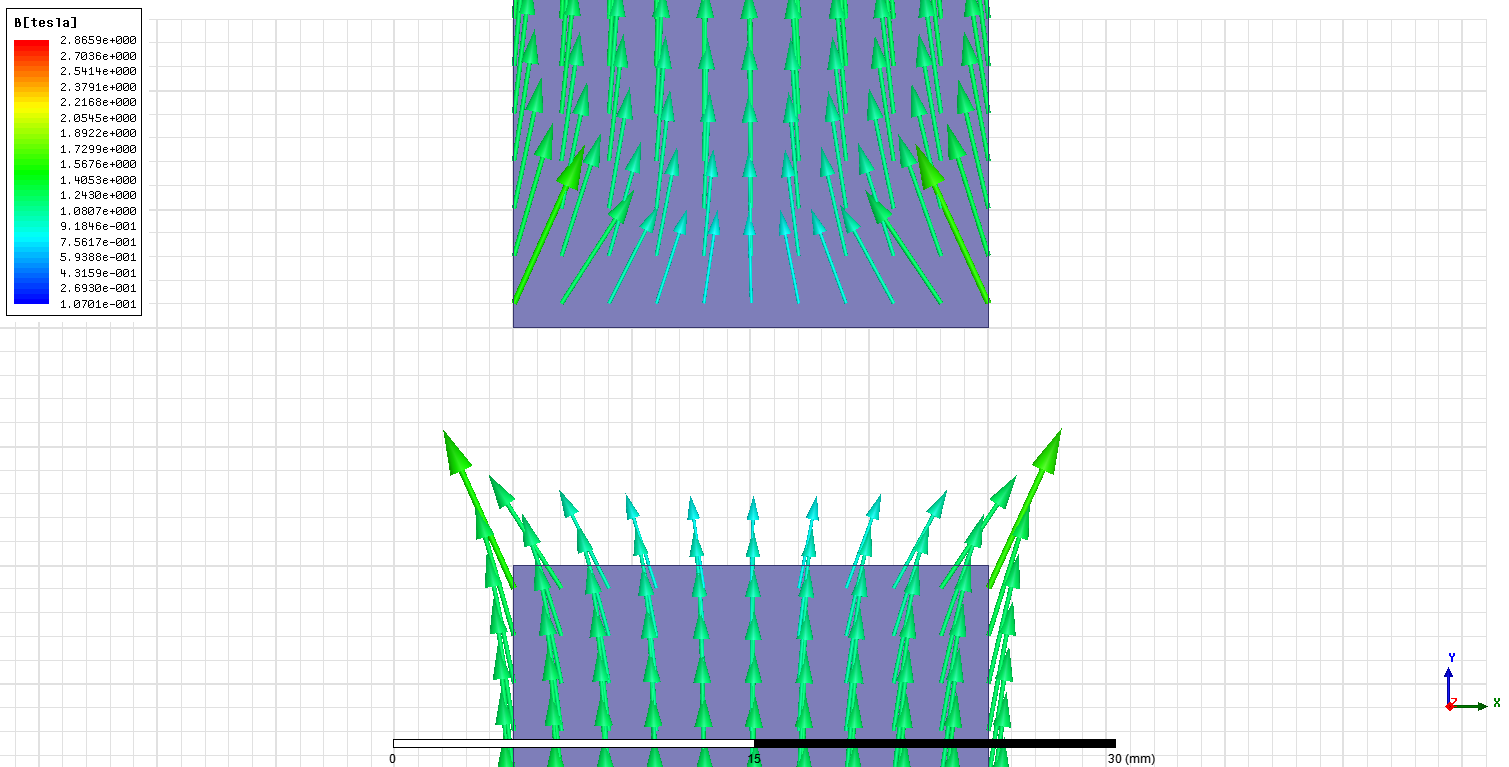 B[tesla]
2.8659e+000
2.7036e+000
2.5414e+000
2.3791e+000
2.2168e+000
2.0545e+000
1.8922e+000
1.7299e+000
1.5676e+000
1.4053e+000
1.2430e+000
1.0807e+000
9.1846e-001
7.5617e-001
5.9388e-001
4.3159e-001
2.6930e-001
1.0701e-001
Y
Z X
0 15 30 (mm)